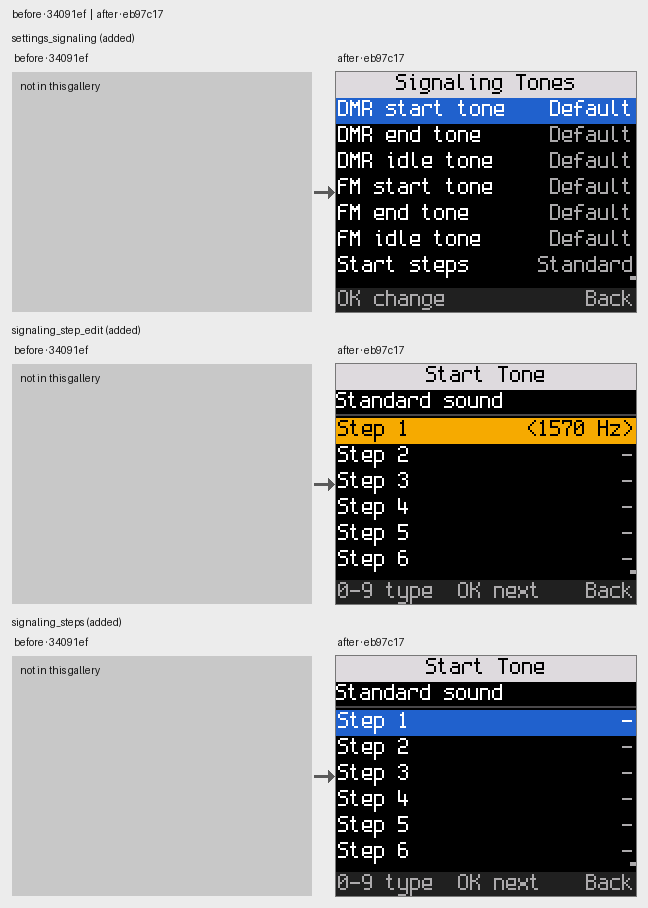 before · 34091ef | after · eb97c17
settings_signaling (added)
before · 34091ef
after · eb97c17
not in this gallery
Signaling Tones
DMR start tone Default
DMR end tone Default
DMR idle tone Default
FM start tone Default
FM end tone Default
FM idle tone Default
Start steps Standard
OK change Back
signaling_step_edit (added)
before · 34091ef
after · eb97c17
not in this gallery
Start Tone
Standard sound
Step 1 <1570 Hz>
Step 2 –
Step 3 –
Step 4 –
Step 5 –
Step 6 –
0-9 type OK next Back
signaling_steps (added)
before · 34091ef
after · eb97c17
not in this gallery
Start Tone
Standard sound
Step 1 –
Step 2 –
Step 3 –
Step 4 –
Step 5 –
Step 6 –
0-9 type OK next Back